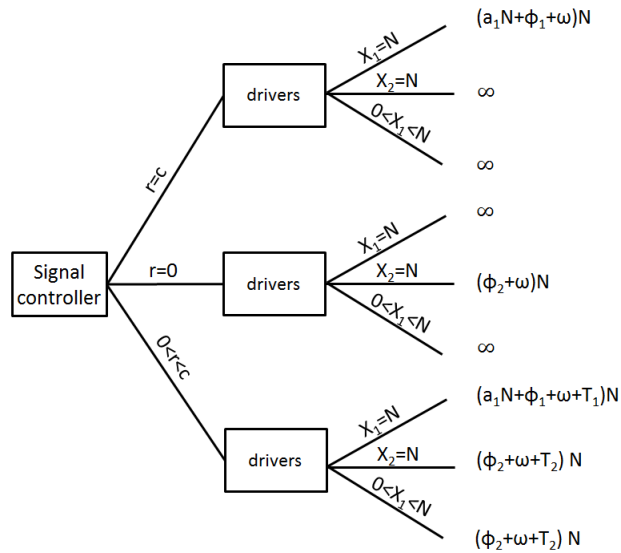 (a₁N+ϕ₁+ω)N
X₁=N
drivers
X₂=N
∞
0<X₁<N
∞
r=c
∞
X₁=N
Signal
controller
r=0
drivers
X₂=N
(ϕ₂+ω)N
0<X₁<N
∞
0<r<c
(a₁N+ϕ₁+ω+T₁)N
X₁=N
drivers
X₂=N
(ϕ₂+ω+T₂) N
0<X₁<N
(ϕ₂+ω+T₂) N